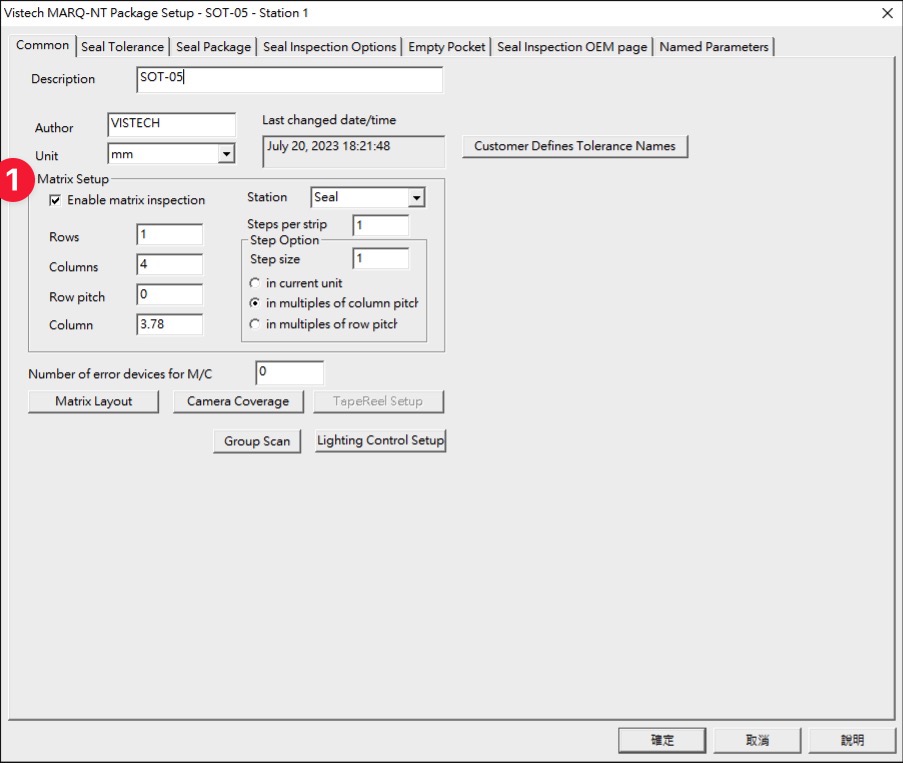 Vistech MARQ-NT Package Setup - SOT-05 - Station 1
Common Seal Tolerance Seal Package Seal Inspection Options Empty Pocket Seal Inspection OEM page Named Parameters
Description SOT-05
Author VISTECH
Last changed date/time
Unit mm
July 20, 2023 18:21:48
Customer Defines Tolerance Names
1
Matrix Setup
Enable matrix inspection
Station Seal
Steps per strip 1
Rows 1
Step Option
Step size 1
Columns 4
in current unit
Row pitch 0
in multiples of column pitch
Column 3.78
in multiples of row pitch
Number of error devices for M/C 0
Matrix Layout Camera Coverage TapeReel Setup
Group Scan Lighting Control Setup
確定 取消 說明